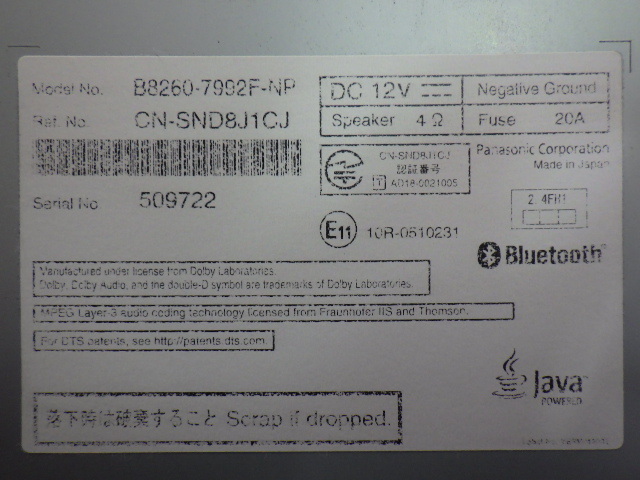 Model No. B8260-7992F-NP
Ref. No. CN-SND8J1CJ
Serial No. 509722
DC 12V Negative Ground
Speaker 4 Ω Fuse 20A
CN-SND8J1CJ
認証番号
T AD18-0021005
Panasonic Corporation
Made in Japan
2.4FH1
E11 10R-0510231
Bluetooth®
Manufactured under license from Dolby Laboratories.
Dolby, Dolby Audio, and the double-D symbol are trademarks of Dolby Laboratories.
MPEG Layer-3 audio coding technology licensed from Fraunhofer IIS and Thomson.
For DTS patents, see http://patents.dts.com.
Java™
POWERED
落下時は破棄すること Scrap if dropped.